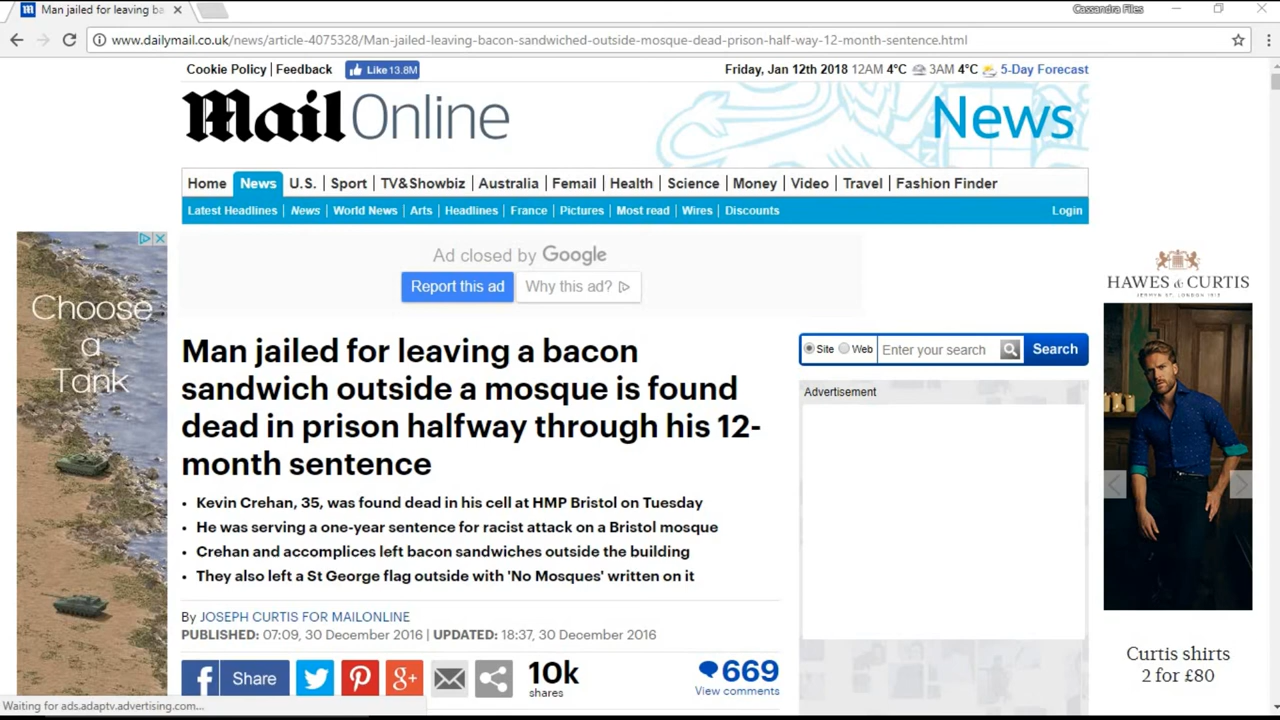 Man jailed for leaving ba
Cassandra Files
www.dailymail.co.uk/news/article-4075328/Man-jailed-leaving-bacon-sandwiched-outside-mosque-dead-prison-half-way-12-month-sentence.html
Cookie Policy | Feedback
Like 13.8M
Friday, Jan 12th 2018 12AM 4°C 3AM 4°C 5-Day Forecast
Mail Online
News
Home News U.S. Sport TV&Showbiz Australia Femail Health Science Money Video Travel Fashion Finder
Latest Headlines News World News Arts Headlines France Pictures Most read Wires Discounts Login
Ad closed by Google
Report this ad Why this ad?
Choose
a
Tank
HAWES & CURTIS
JERMYN ST. LONDON 1913
Man jailed for leaving a bacon
sandwich outside a mosque is found
dead in prison halfway through his 12-
month sentence
Site Web Enter your search Search
Advertisement
• Kevin Crehan, 35, was found dead in his cell at HMP Bristol on Tuesday
• He was serving a one-year sentence for racist attack on a Bristol mosque
• Crehan and accomplices left bacon sandwiches outside the building
• They also left a St George flag outside with 'No Mosques' written on it
By JOSEPH CURTIS FOR MAILONLINE
PUBLISHED: 07:09, 30 December 2016 | UPDATED: 18:37, 30 December 2016
Share
10k
shares
669
View comments
Curtis shirts
2 for £80
Waiting for ads.adaptv.advertising.com...